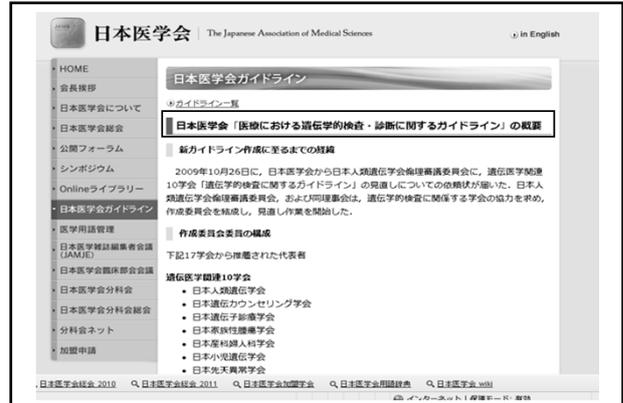 日本医学会 The Japanese Association of Medical Sciences
in English
HOME
会長挨拶
日本医学会について
日本医学会総会
公開フォーラム
シンポジウム
Onlineライブラリー
日本医学会ガイドライン
医学用語管理
日本医学雑誌編集者会議
(JAMJE)
日本医学会臨床部会会議
日本医学会分科会
日本医学会分科会総会
分科会ネット
加盟申請
日本医学会ガイドライン
ガイドライン一覧
日本医学会「医療における遺伝学的検査・診断に関するガイドライン」の概要
新ガイドライン作成に至るまでの経緯
2009年10月26日に，日本医学会から日本人類遺伝学会倫理審議委員会に，遺伝医学関連
10学会「遺伝学的検査に関するガイドライン」の見直しについての依頼状が届いた．日本人
類遺伝学会倫理審議委員会，および同理事会は，遺伝学的検査に関係する学会の協力を求め，
作成委員会を結成し，見直し作業を開始した．
作成委員会委員の構成
下記17学会から推薦された代表者
遺伝医学関連10学会
• 日本人類遺伝学会
• 日本遺伝カウンセリング学会
• 日本遺伝子診療学会
• 日本家族性腫瘍学会
• 日本産科婦人科学会
• 日本小児遺伝学会
• 日本先天異常学会
日本医学会総会 2010 日本医学会総会 2011 日本医学会加盟学会 日本医学会用語辞典 日本医学会 wiki
インターネット | 保護モード: 有効